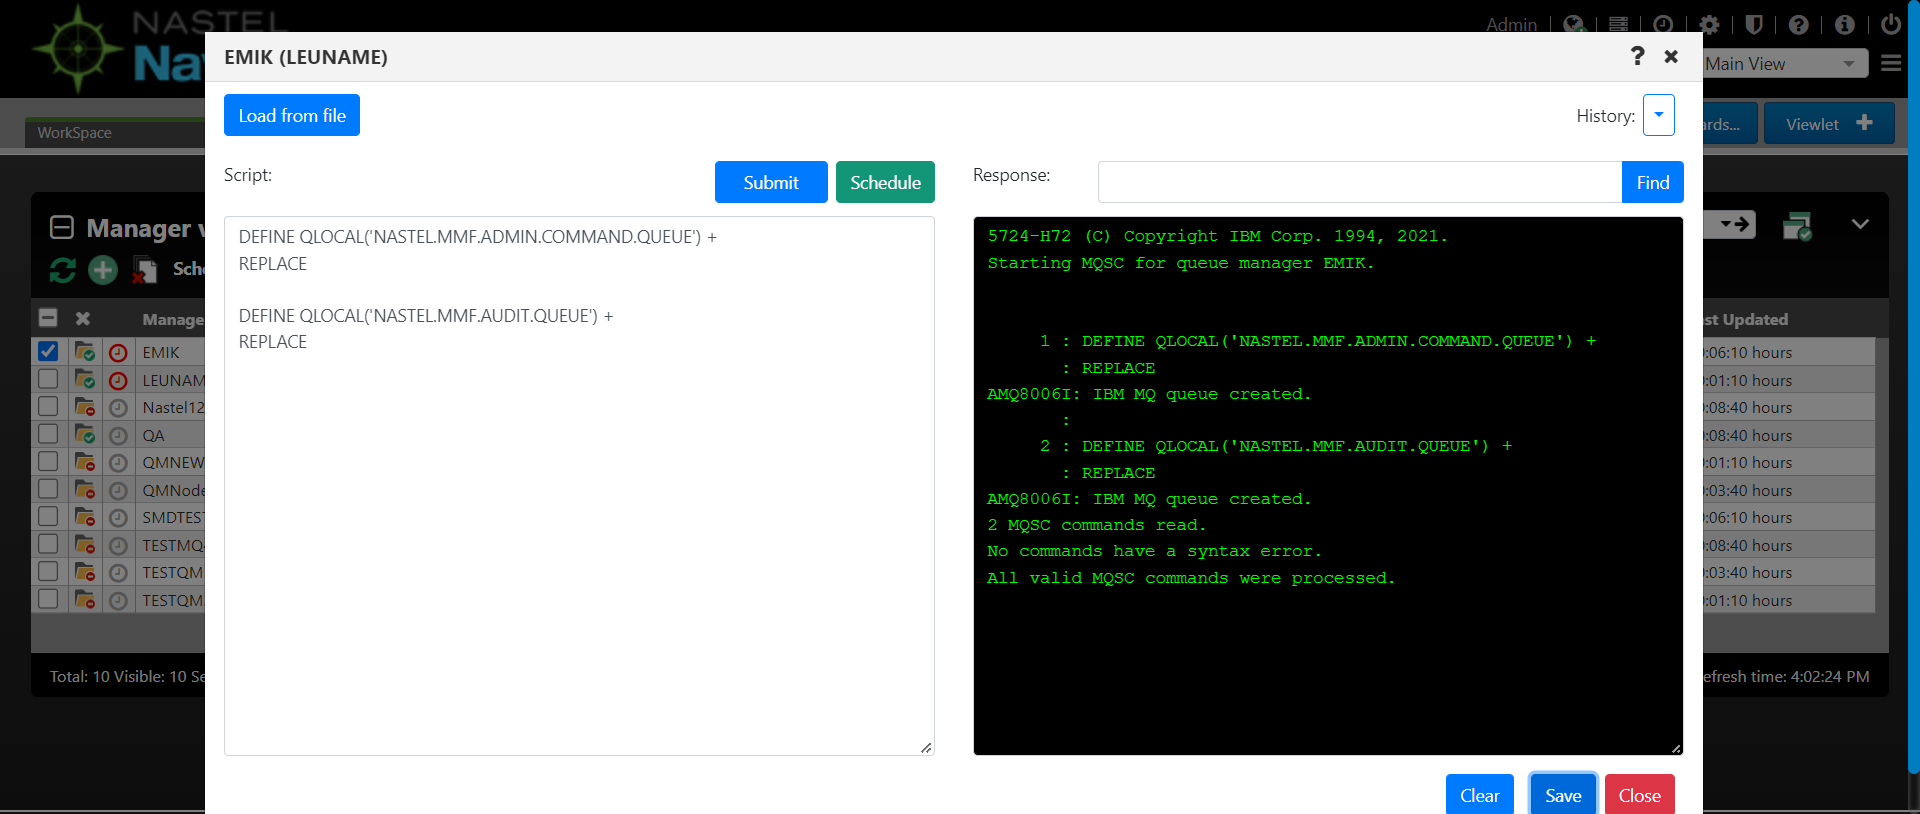 NASTEL
Nav
Admin
Main View
EMIK (LEUNAME)
? ×
Load from file
History:
WorkSpace
ards...
Viewlet
Script:
Submit
Schedule
Response:
Find
Manager v
Sche
DEFINE QLOCAL('NASTEL.MMF.ADMIN.COMMAND.QUEUE') +
REPLACE
DEFINE QLOCAL('NASTEL.MMF.AUDIT.QUEUE') +
REPLACE
5724-H72 (C) Copyright IBM Corp. 1994, 2021.
Starting MQSC for queue manager EMIK.
1 : DEFINE QLOCAL('NASTEL.MMF.ADMIN.COMMAND.QUEUE') +
: REPLACE
AMQ8006I: IBM MQ queue created.
:
2 : DEFINE QLOCAL('NASTEL.MMF.AUDIT.QUEUE') +
: REPLACE
AMQ8006I: IBM MQ queue created.
2 MQSC commands read.
No commands have a syntax error.
All valid MQSC commands were processed.
Manage
st Updated
EMIK
:06:10 hours
LEUNAM
:01:10 hours
Nastel12
:08:40 hours
QA
:08:40 hours
QMNEW
:01:10 hours
QMNode
:03:40 hours
SMDTEST
:06:10 hours
TESTMQ
:08:40 hours
TESTQM
:03:40 hours
TESTQM
:01:10 hours
Total: 10 Visible: 10 Se
efresh time: 4:02:24 PM
Clear
Save
Close